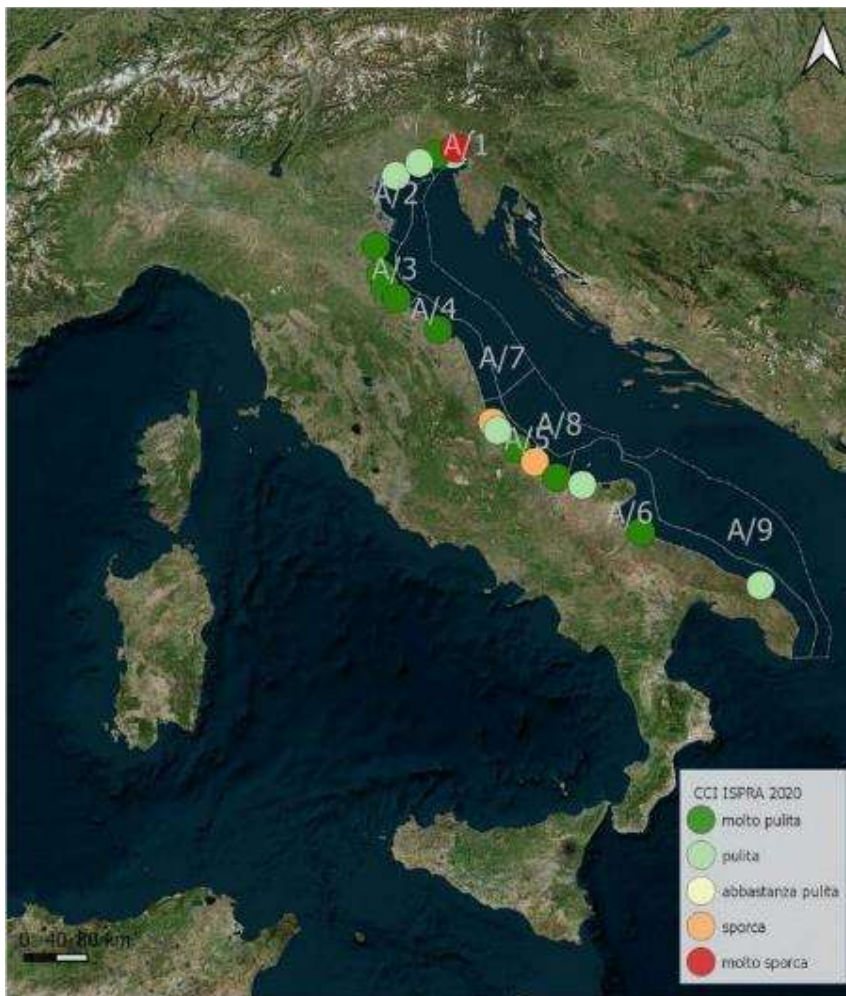 A/1
A/2
A/3
A/4
A/7
A/8
A/5
A/6
A/9
CCI ISPRA 2020
molto pulita
pulita
abbastanza pulita
sporca
molto sporca
0 40 80 km